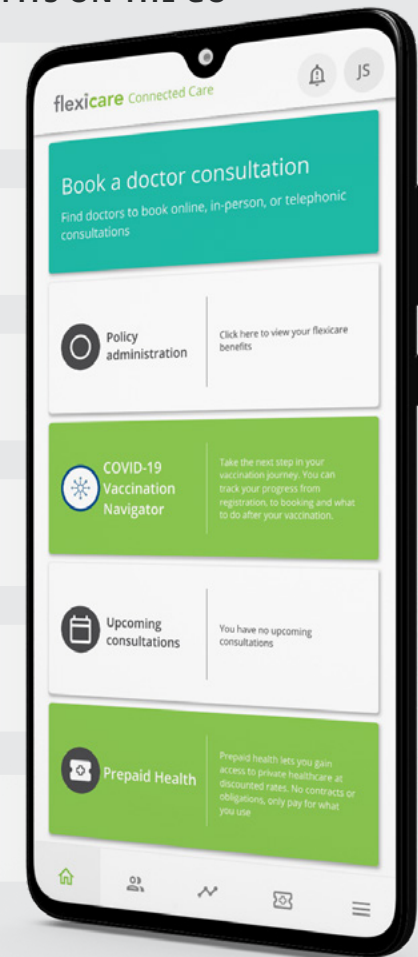 ON THE GO
flexicare Connected Care
JS
Book a doctor consultation
Find doctors to book online, in-person, or telephonic
consultations
Policy
administration
Click here to view your flexicare
benefits
COVID-19
Vaccination
Navigator
Take the next step in your
vaccination journey. You can
track your progress from
registration, to booking and what
to do after your vaccination.
Upcoming
consultations
You have no upcoming
consultations
Prepaid Health
Prepaid health lets you gain
access to private healthcare at
discounted rates. No contracts or
obligations, only pay for what
you use